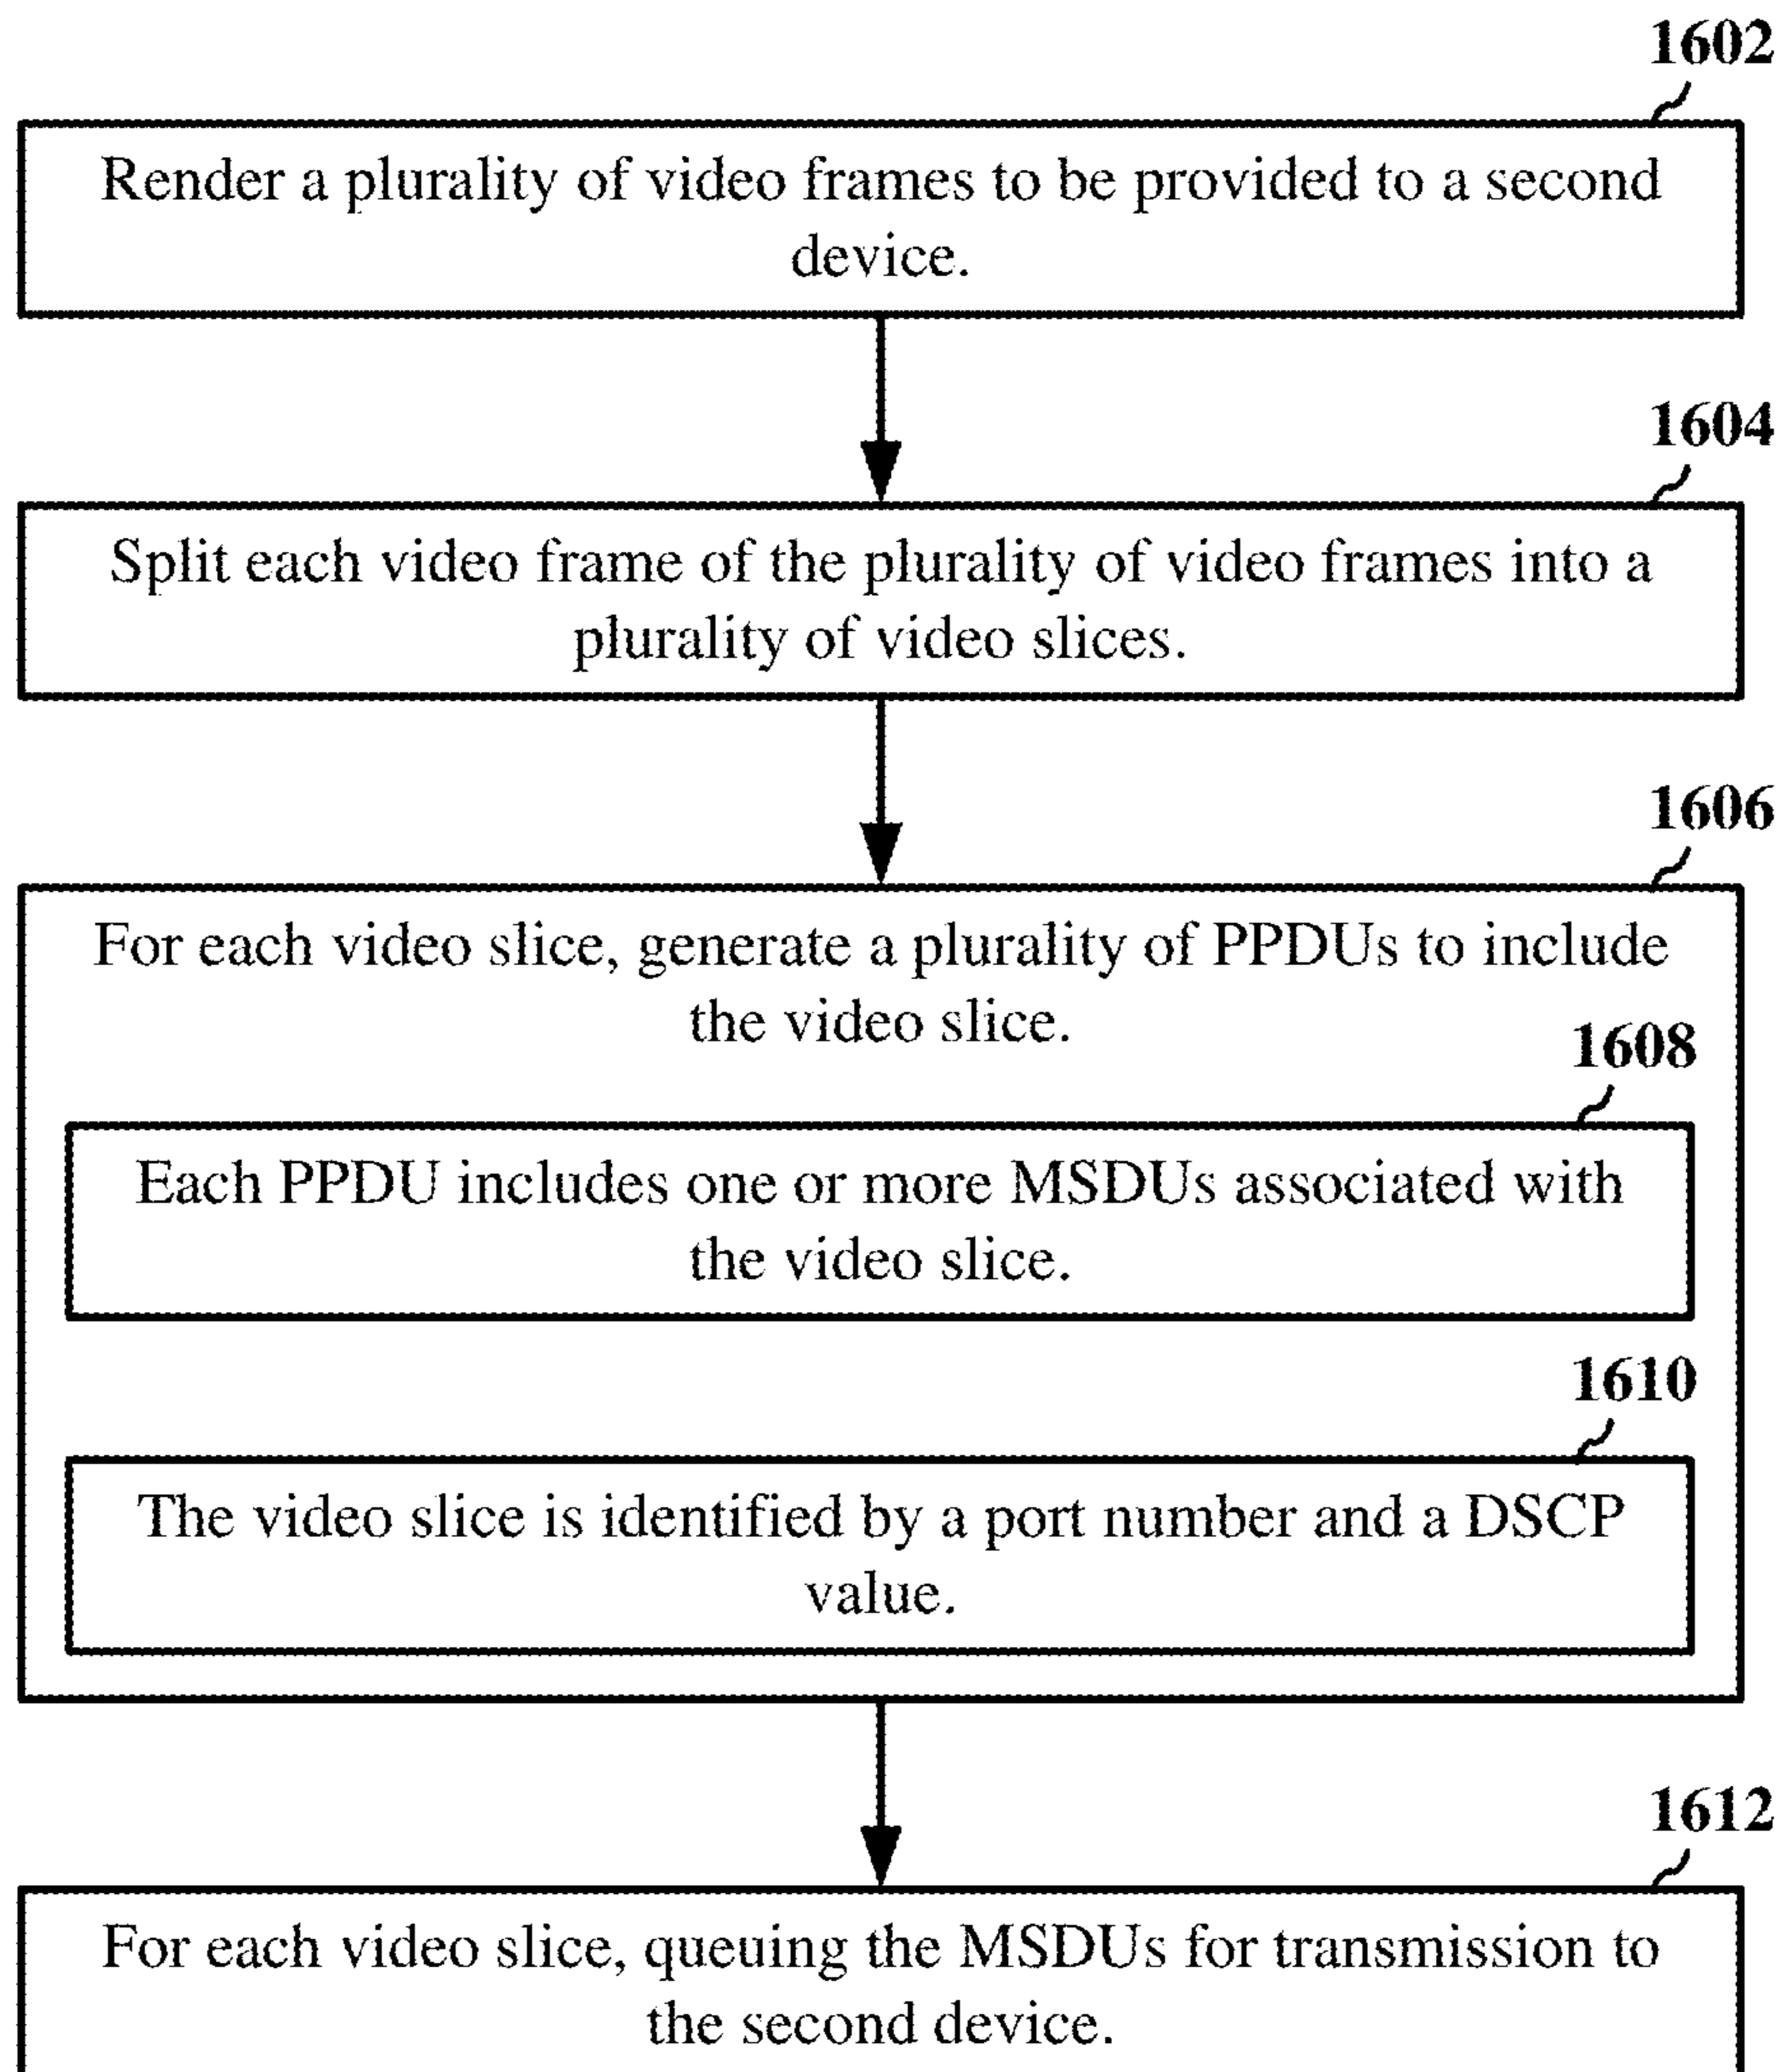 1602
Render a plurality of video frames to be provided to a second
device.
1604
Split each video frame of the plurality of video frames into a
plurality of video slices.
1606
For each video slice, generate a plurality of PPDUs to include
the video slice.
1608
Each PPDU includes one or more MSDUs associated with
the video slice.
1610
The video slice is identified by a port number and a DSCP
value.
1612
For each video slice, queuing the MSDUs for transmission to
the second device.